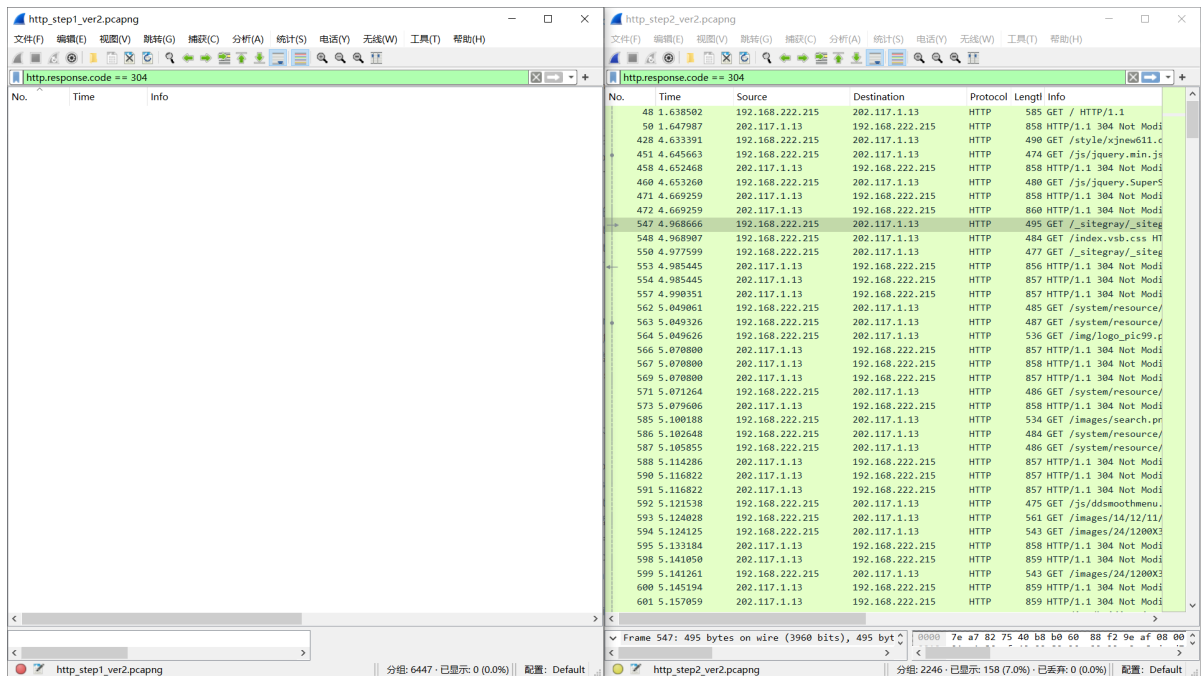 http_step1_ver2.pcapng
文件(F) 编辑(E) 视图(V) 跳转(G) 捕获(C) 分析(A) 统计(S) 电话(Y) 无线(W) 工具(T) 帮助(H)
http.response.code == 304
No. Time Info
分组: 6447 · 已显示: 0 (0.0%) 配置: Default
http_step1_ver2.pcapng
http_step2_ver2.pcapng
文件(F) 编辑(E) 视图(V) 跳转(G) 捕获(C) 分析(A) 统计(S) 电话(Y) 无线(W) 工具(T) 帮助(H)
http.response.code == 304
No. Time Source Destination Protocol Lengtl Info
48 1.638502 192.168.222.215 202.117.1.13 HTTP 585 GET / HTTP/1.1
50 1.647987 202.117.1.13 192.168.222.215 HTTP 858 HTTP/1.1 304 Not Modi
428 4.633391 192.168.222.215 202.117.1.13 HTTP 490 GET /style/xjnew611.c
451 4.645663 192.168.222.215 202.117.1.13 HTTP 474 GET /js/jquery.min.js
458 4.652468 202.117.1.13 192.168.222.215 HTTP 858 HTTP/1.1 304 Not Modi
460 4.653260 192.168.222.215 202.117.1.13 HTTP 480 GET /js/jquery.SuperS
471 4.669259 202.117.1.13 192.168.222.215 HTTP 858 HTTP/1.1 304 Not Modi
472 4.669259 202.117.1.13 192.168.222.215 HTTP 860 HTTP/1.1 304 Not Modi
547 4.968666 192.168.222.215 202.117.1.13 HTTP 495 GET /_sitegray/_siteg
548 4.968907 192.168.222.215 202.117.1.13 HTTP 484 GET /index.vsb.css HT
550 4.977599 192.168.222.215 202.117.1.13 HTTP 477 GET /_sitegray/_siteg
553 4.985445 202.117.1.13 192.168.222.215 HTTP 856 HTTP/1.1 304 Not Modi
554 4.985445 202.117.1.13 192.168.222.215 HTTP 857 HTTP/1.1 304 Not Modi
557 4.990351 202.117.1.13 192.168.222.215 HTTP 857 HTTP/1.1 304 Not Modi
562 5.049061 192.168.222.215 202.117.1.13 HTTP 485 GET /system/resource/
563 5.049326 192.168.222.215 202.117.1.13 HTTP 487 GET /system/resource/
564 5.049626 192.168.222.215 202.117.1.13 HTTP 536 GET /img/logo_pic99.p
566 5.070800 202.117.1.13 192.168.222.215 HTTP 857 HTTP/1.1 304 Not Modi
567 5.070800 202.117.1.13 192.168.222.215 HTTP 858 HTTP/1.1 304 Not Modi
569 5.070800 202.117.1.13 192.168.222.215 HTTP 857 HTTP/1.1 304 Not Modi
571 5.071264 192.168.222.215 202.117.1.13 HTTP 486 GET /system/resource/
573 5.079606 202.117.1.13 192.168.222.215 HTTP 858 HTTP/1.1 304 Not Modi
585 5.100188 192.168.222.215 202.117.1.13 HTTP 534 GET /images/search.pr
586 5.102648 192.168.222.215 202.117.1.13 HTTP 484 GET /system/resource/
587 5.105855 192.168.222.215 202.117.1.13 HTTP 486 GET /system/resource/
588 5.114286 202.117.1.13 192.168.222.215 HTTP 857 HTTP/1.1 304 Not Modi
590 5.116822 202.117.1.13 192.168.222.215 HTTP 857 HTTP/1.1 304 Not Modi
591 5.116822 202.117.1.13 192.168.222.215 HTTP 857 HTTP/1.1 304 Not Modi
592 5.121538 192.168.222.215 202.117.1.13 HTTP 475 GET /js/ddsmoothmenu.
593 5.124028 192.168.222.215 202.117.1.13 HTTP 561 GET /images/14/12/11/
594 5.124125 192.168.222.215 202.117.1.13 HTTP 543 GET /images/24/1200X3
595 5.133184 202.117.1.13 192.168.222.215 HTTP 858 HTTP/1.1 304 Not Modi
598 5.141050 202.117.1.13 192.168.222.215 HTTP 859 HTTP/1.1 304 Not Modi
599 5.141261 192.168.222.215 202.117.1.13 HTTP 543 GET /images/24/1200X3
600 5.145194 202.117.1.13 192.168.222.215 HTTP 859 HTTP/1.1 304 Not Modi
601 5.157059 202.117.1.13 192.168.222.215 HTTP 859 HTTP/1.1 304 Not Modi
Frame 547: 495 bytes on wire (3960 bits), 495 byt
0000 7e a7 82 75 40 b8 b0 60 88 f2 9e af 08 00
http_step2_ver2.pcapng
分组: 2246 · 已显示: 158 (7.0%) · 已丢弃: 0 (0.0%) 配置: Default